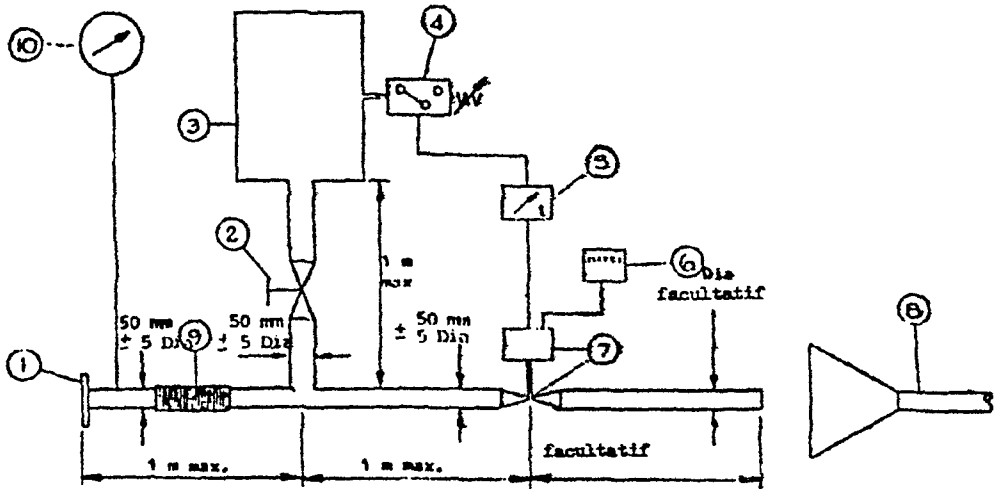 10
4
3
5
t
2
6
Dia
facultatif
1 m
max
50 mm
± 5 Dia
9
50 mm
± 5 Dia
± 50 mm
5 Dia
7
8
1
facultatif
1 m max.
1 m max.